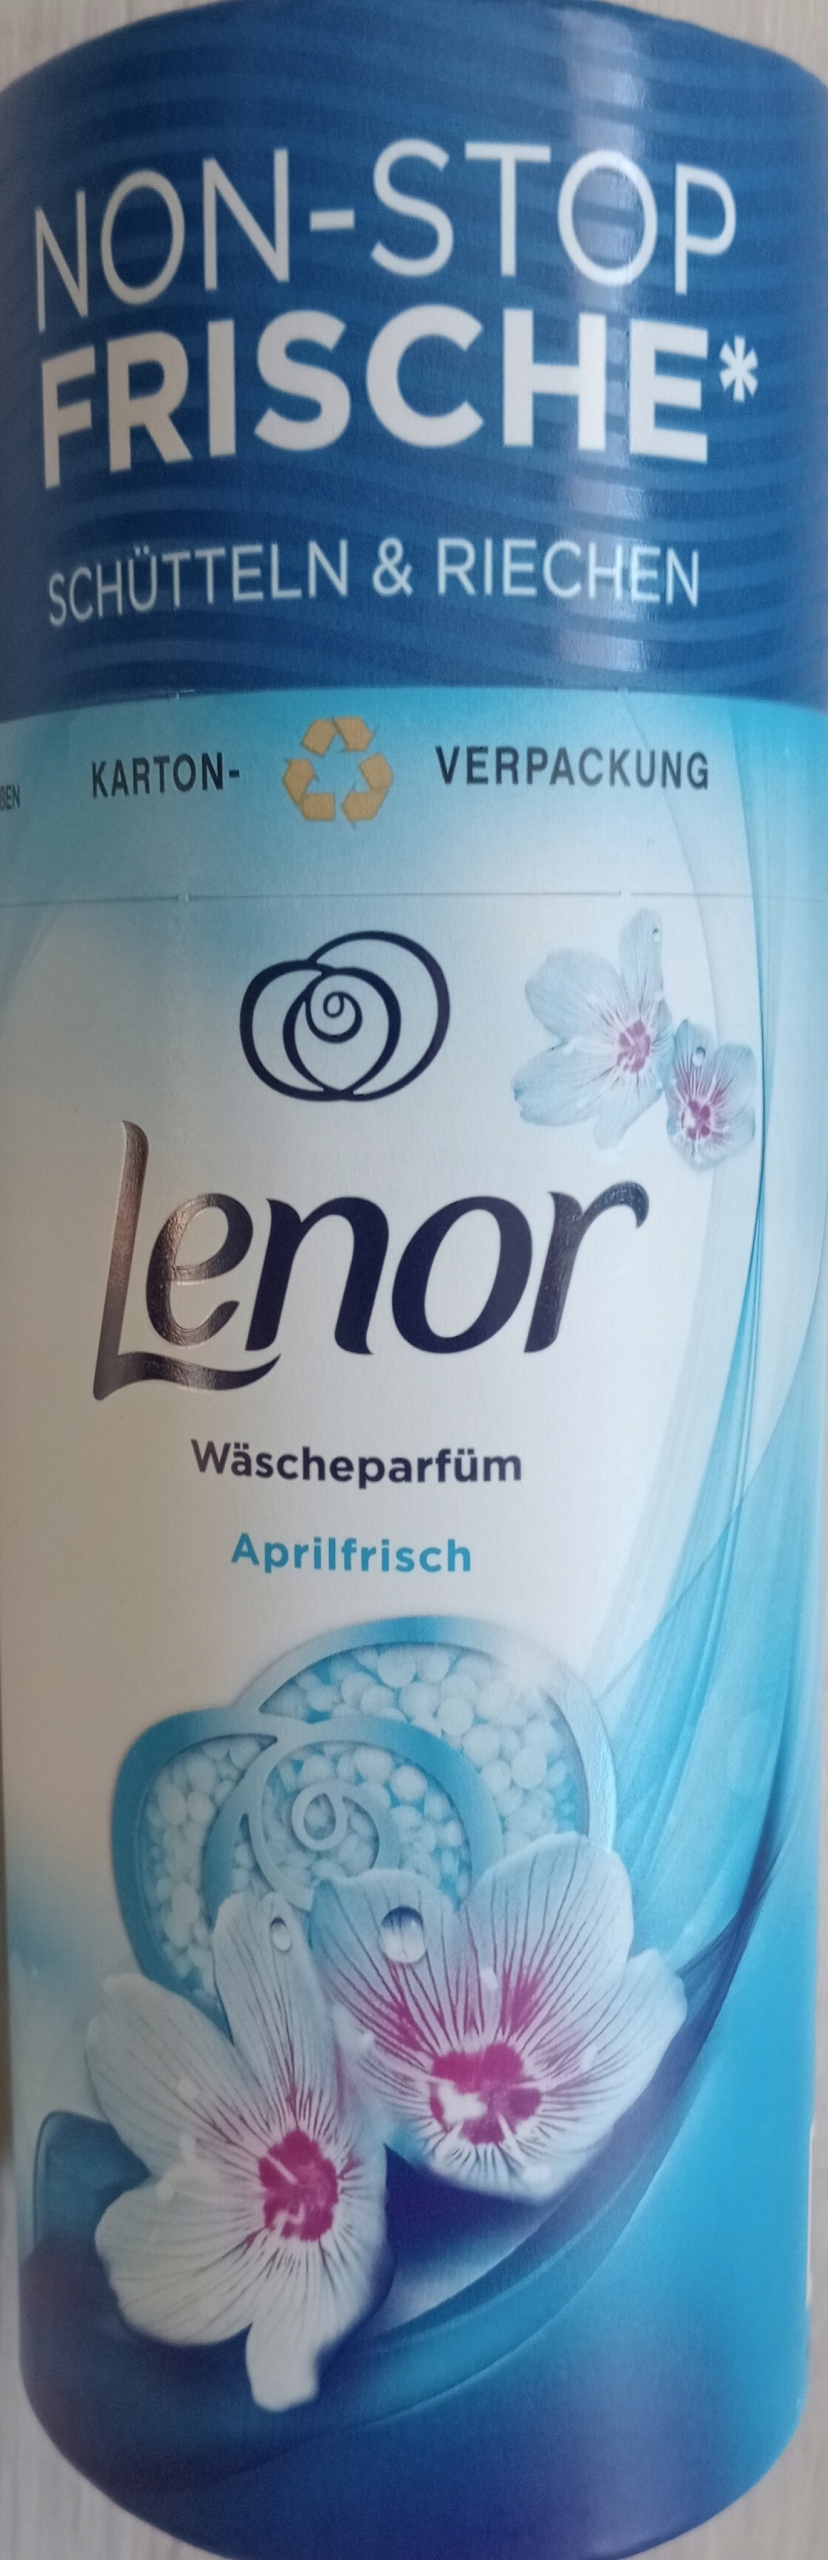 NON-STOP
FRISCHE*
SCHÜTTELN & RIECHEN
KARTON- VERPACKUNG
Lenor
Wäscheparfüm
Aprilfrisch